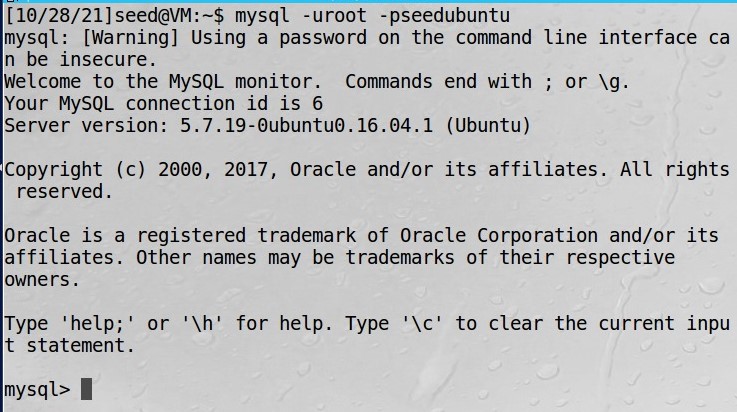 [10/28/21]seed@VM:~$ mysql -uroot -pseedubuntu
mysql: [Warning] Using a password on the command line interface ca
n be insecure.
Welcome to the MySQL monitor.  Commands end with ; or \g.
Your MySQL connection id is 6
Server version: 5.7.19-0ubuntu0.16.04.1 (Ubuntu)

Copyright (c) 2000, 2017, Oracle and/or its affiliates. All rights
 reserved.

Oracle is a registered trademark of Oracle Corporation and/or its
affiliates. Other names may be trademarks of their respective
owners.

Type 'help;' or '\h' for help. Type '\c' to clear the current inpu
t statement.

mysql>